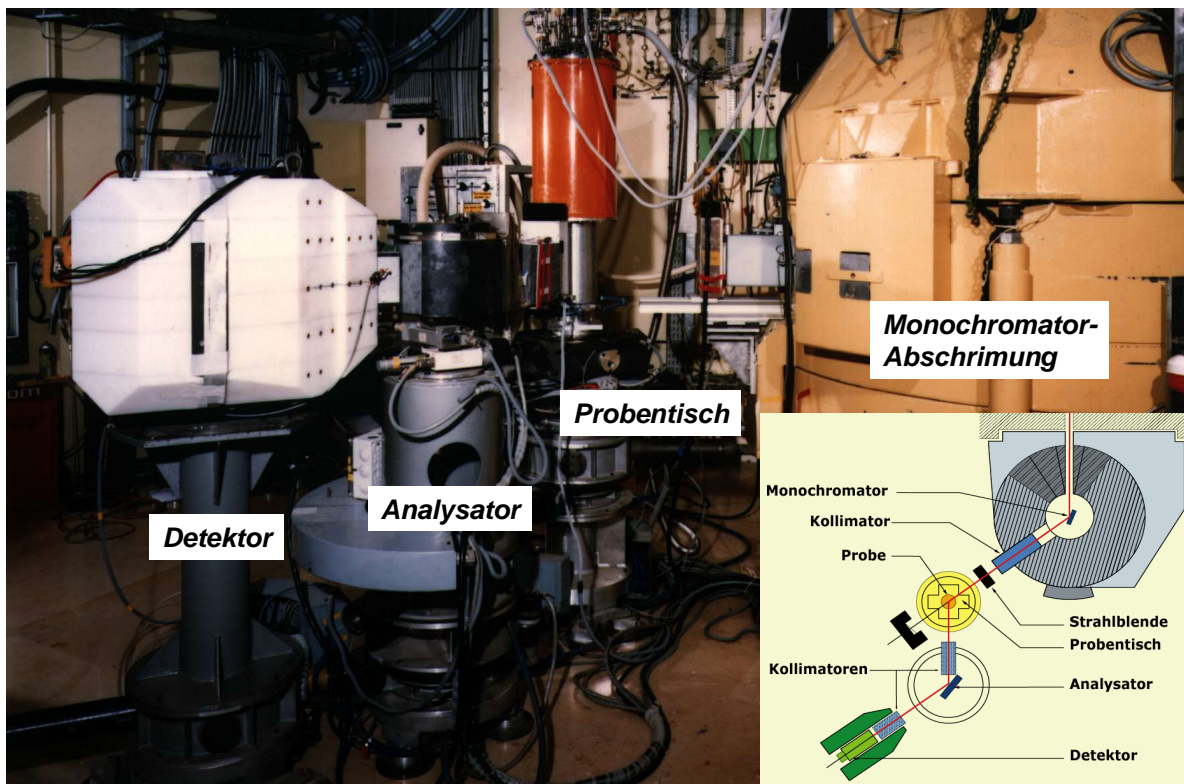 Monochromator-
Abschrimung
Probentisch
Analysator
Detektor
Monochromator
Kollimator
Probe
Strahlblende
Probentisch
Kollimatoren
Analysator
Detektor